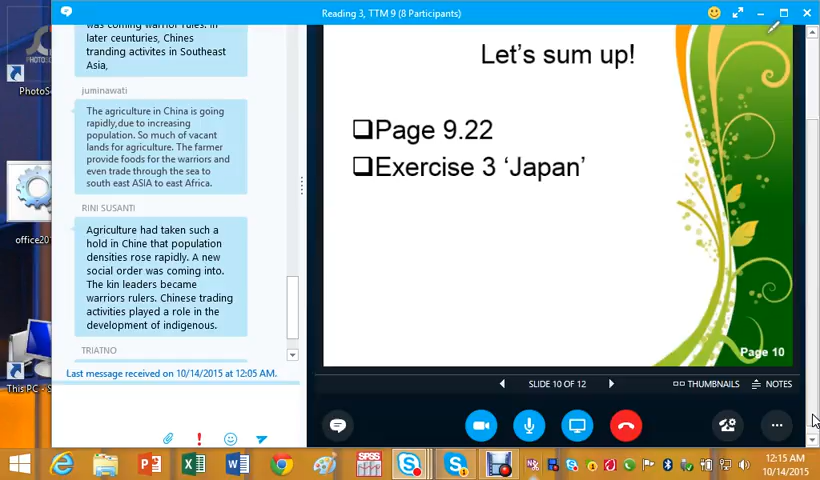 Reading 3, TTM 9 (8 Participants)
was coming warrior rules. In
later ceunturies, Chines
tranding activites in Southeast
Asia,
juminawati
The agriculture in China is going
rapidly,due to increasing
population. So much of vacant
lands for agriculture. The farmer
provide foods for the warriors and
even trade through the sea to
south east ASIA to east Africa.
RINI SUSANTI
Agriculture had taken such a
hold in Chine that population
densities rose rapidly. A new
social order was coming into.
The kin leaders became
warriors rulers. Chinese trading
activities played a role in the
development of indigenous.
TRIATNO
Last message received on 10/14/2015 at 12:05 AM.
Let's sum up!
Page 9.22
Exercise 3 'Japan'
Page 10
SLIDE 10 OF 12
THUMBNAILS
NOTES
This PC - S
SPSS
12:15 AM
10/14/2015